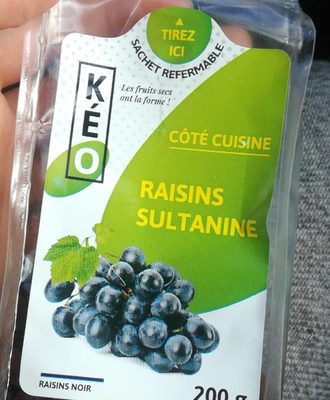 TIREZ
ICI
SACHET REFERMABLE
KÉO
Les fruits secs
ont la forme !
CÔTÉ CUISINE
RAISINS
SULTANINE
RAISINS NOIR
200 g